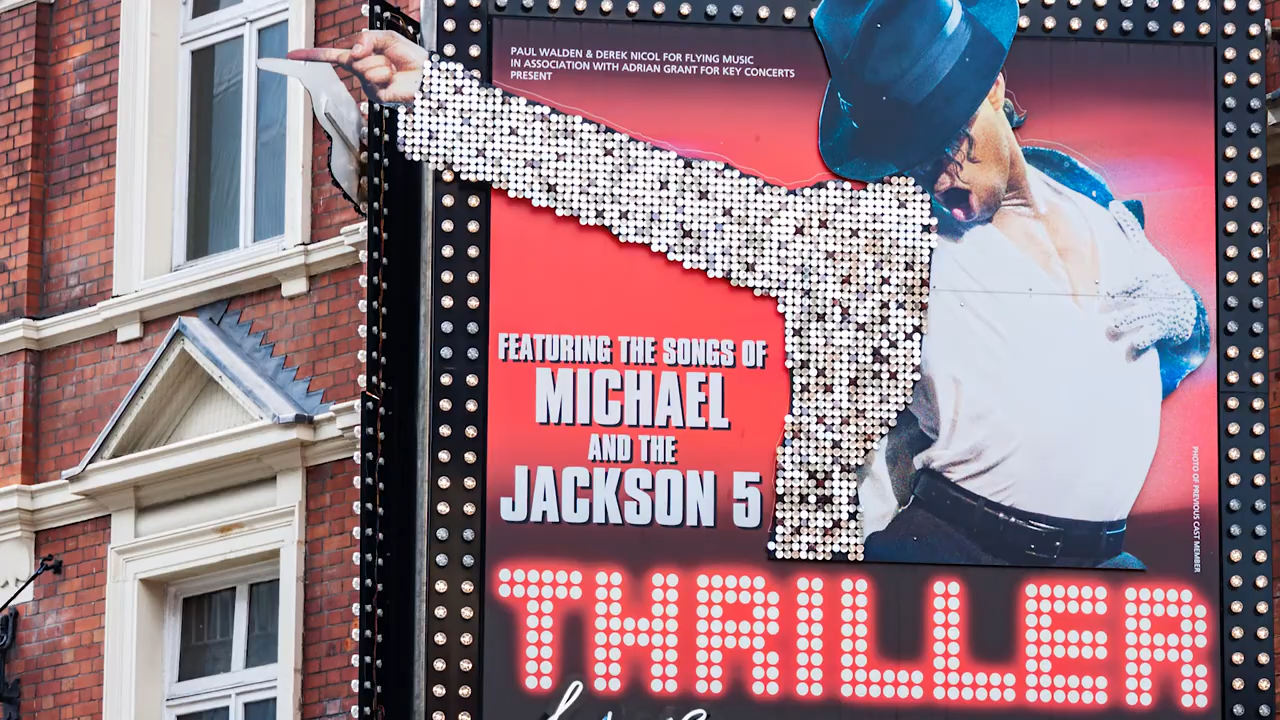 PAUL WALDEN & DEREK NICOL FOR FLYING MUSIC
IN ASSOCIATION WITH ADRIAN GRANT FOR KEY CONCERTS
PRESENT
FEATURING THE SONGS OF
MICHAEL
AND THE
JACKSON 5
PHOTO OF PREVIOUS CAST MEMBER
THRILLER